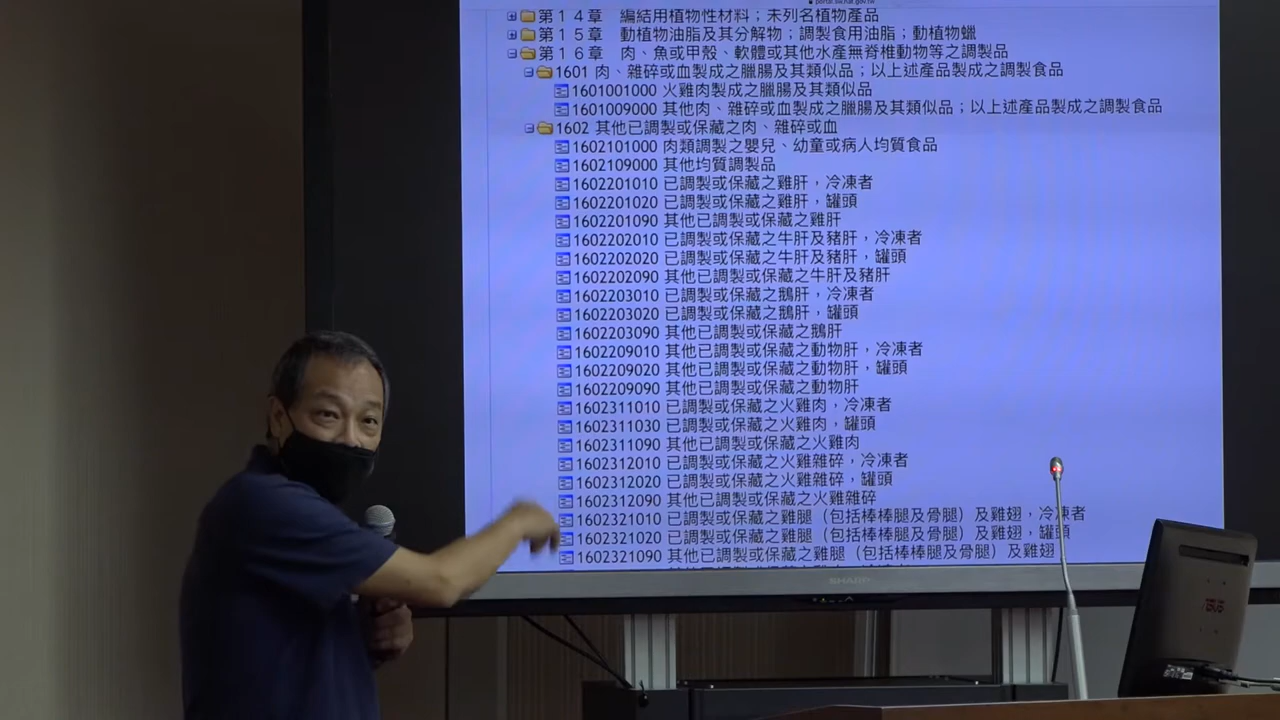 portal.sw.nat.gov.tw
第１４章 編結用植物性材料；未列名植物產品
第１５章 動植物油脂及其分解物；調製食用油脂；動植物蠟
第１６章 肉、魚或甲殼、軟體或其他水產無脊椎動物等之調製品
1601 肉、雜碎或血製成之臘腸及其類似品；以上述產品製成之調製食品
1601001000 火雞肉製成之臘腸及其類似品
1601009000 其他肉、雜碎或血製成之臘腸及其類似品；以上述產品製成之調製食品
1602 其他已調製或保藏之肉、雜碎或血
1602101000 肉類調製之嬰兒、幼童或病人均質食品
1602109000 其他均質調製品
1602201010 已調製或保藏之雞肝，冷凍者
1602201020 已調製或保藏之雞肝，罐頭
1602201090 其他已調製或保藏之雞肝
1602202010 已調製或保藏之牛肝及豬肝，冷凍者
1602202020 已調製或保藏之牛肝及豬肝，罐頭
1602202090 其他已調製或保藏之牛肝及豬肝
1602203010 已調製或保藏之鵝肝，冷凍者
1602203020 已調製或保藏之鵝肝，罐頭
1602203090 其他已調製或保藏之鵝肝
1602209010 其他已調製或保藏之動物肝，冷凍者
1602209020 其他已調製或保藏之動物肝，罐頭
1602209090 其他已調製或保藏之動物肝
1602311010 已調製或保藏之火雞肉，冷凍者
1602311030 已調製或保藏之火雞肉，罐頭
1602311090 其他已調製或保藏之火雞肉
1602312010 已調製或保藏之火雞雜碎，冷凍者
1602312020 已調製或保藏之火雞雜碎，罐頭
1602312090 其他已調製或保藏之火雞雜碎
1602321010 已調製或保藏之雞腿（包括棒棒腿及骨腿）及雞翅，冷凍者
1602321020 已調製或保藏之雞腿（包括棒棒腿及骨腿）及雞翅，罐頭
1602321090 其他已調製或保藏之雞腿（包括棒棒腿及骨腿）及雞翅
SHARP
ASUS